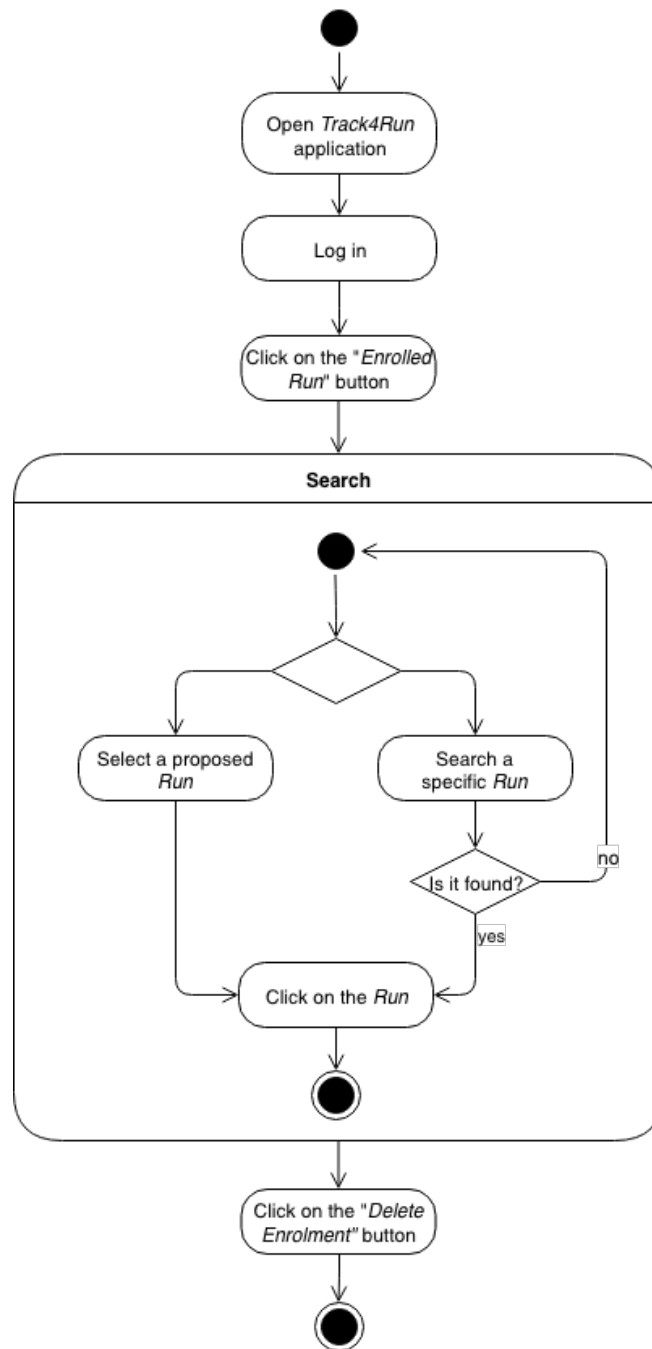 Open Track4Run
application
Log in
Click on the "Enrolled
Run" button
Search
Select a proposed
Run
Search a
specific Run
Is it found?
no
yes
Click on the Run
Click on the "Delete
Enrolment" button